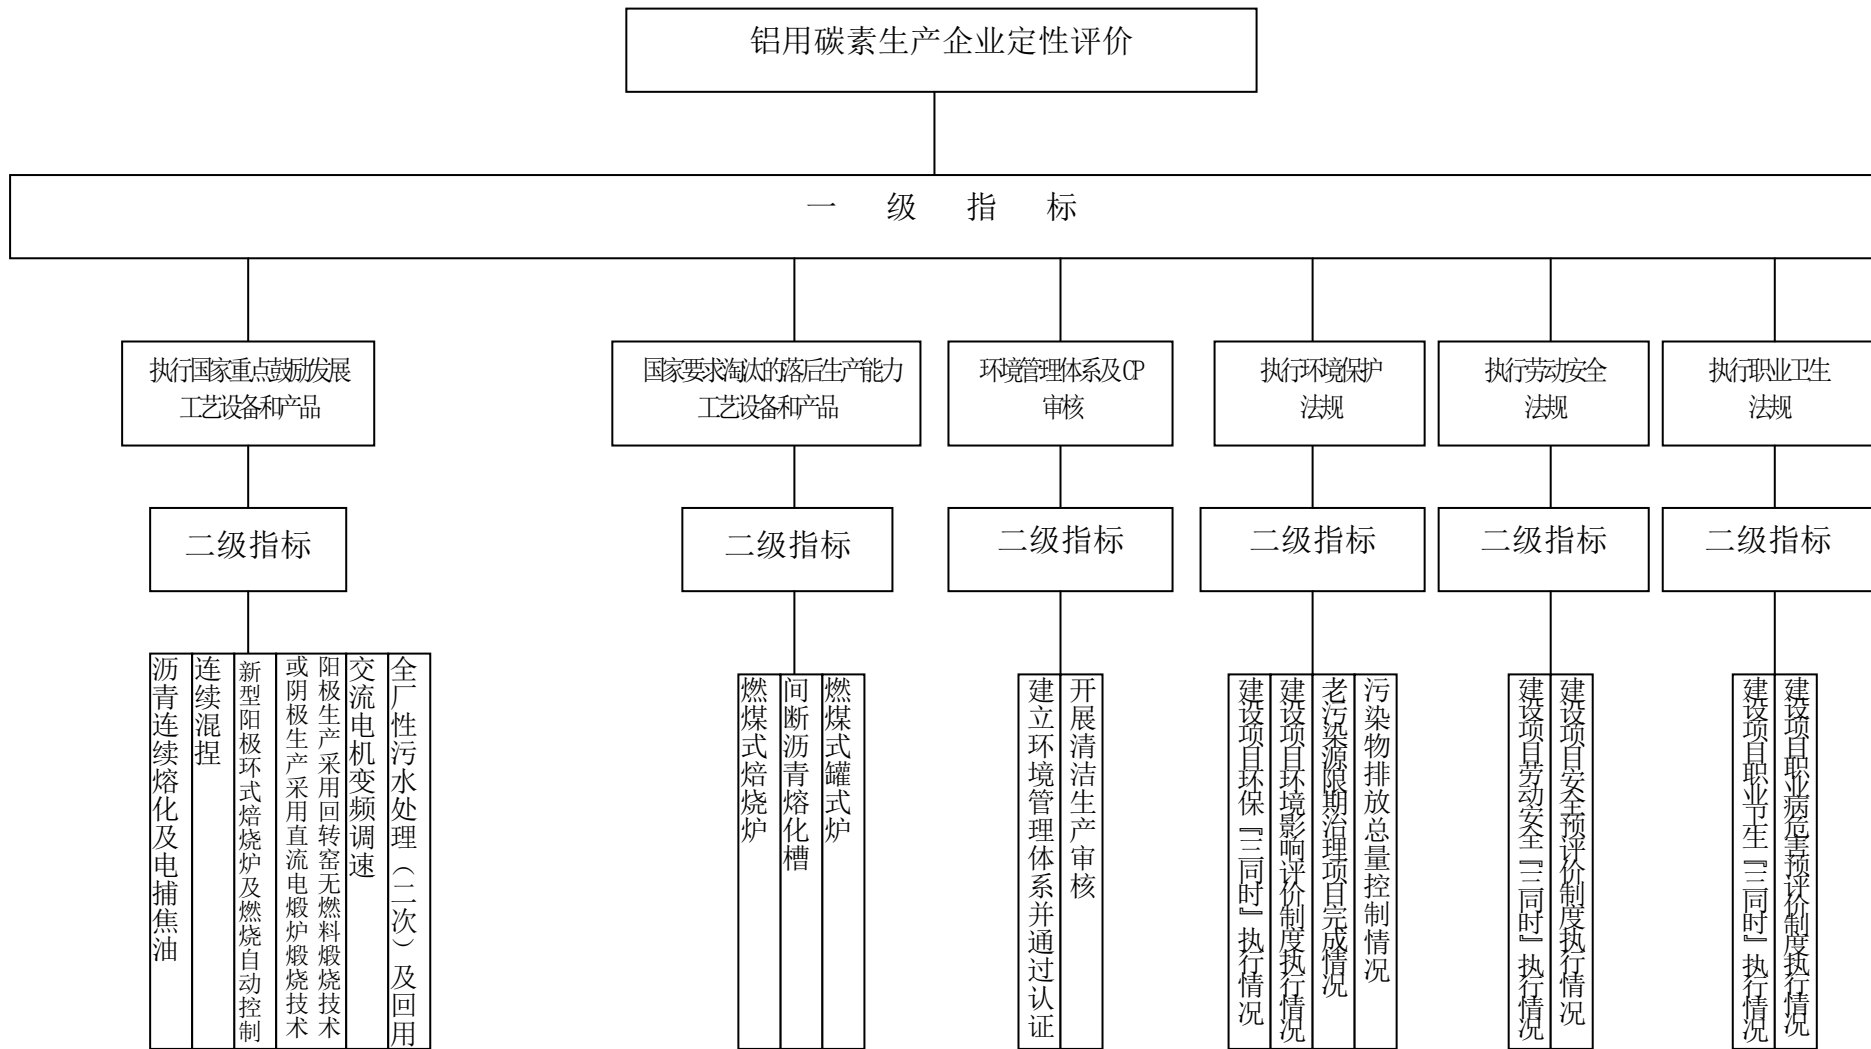 铝用碳素生产企业定性评价
一 级 指 标
执行国家重点鼓励发展
工艺设备和产品
国家要求淘汰的落后生产能力
工艺设备和产品
环境管理体系及CP
审核
执行环境保护
法规
执行劳动安全
法规
执行职业卫生
法规
二级指标
二级指标
二级指标
二级指标
二级指标
二级指标
沥青连续熔化及电捕焦油
连续混捏
新型阳极环式焙烧炉及燃烧自动控制
阳极生产采用回转窑无燃料煅烧技术
或阴极生产采用直流电煅炉煅烧技术
交流电机变频调速
全厂性污水处理（二次）及回用
燃煤式焙烧炉
间断沥青熔化槽
燃煤式罐式炉
建立环境管理体系并通过认证
开展清洁生产审核
建设项目环保『三同时』执行情况
建设项目环境影响评价制度执行情况
老污染源限期治理项目完成情况
污染物排放总量控制情况
建设项目劳动安全『三同时』执行情况
建设项目安全预评价制度执行情况
建设项目职业卫生『三同时』执行情况
建设项目职业病危害预评价制度执行情况